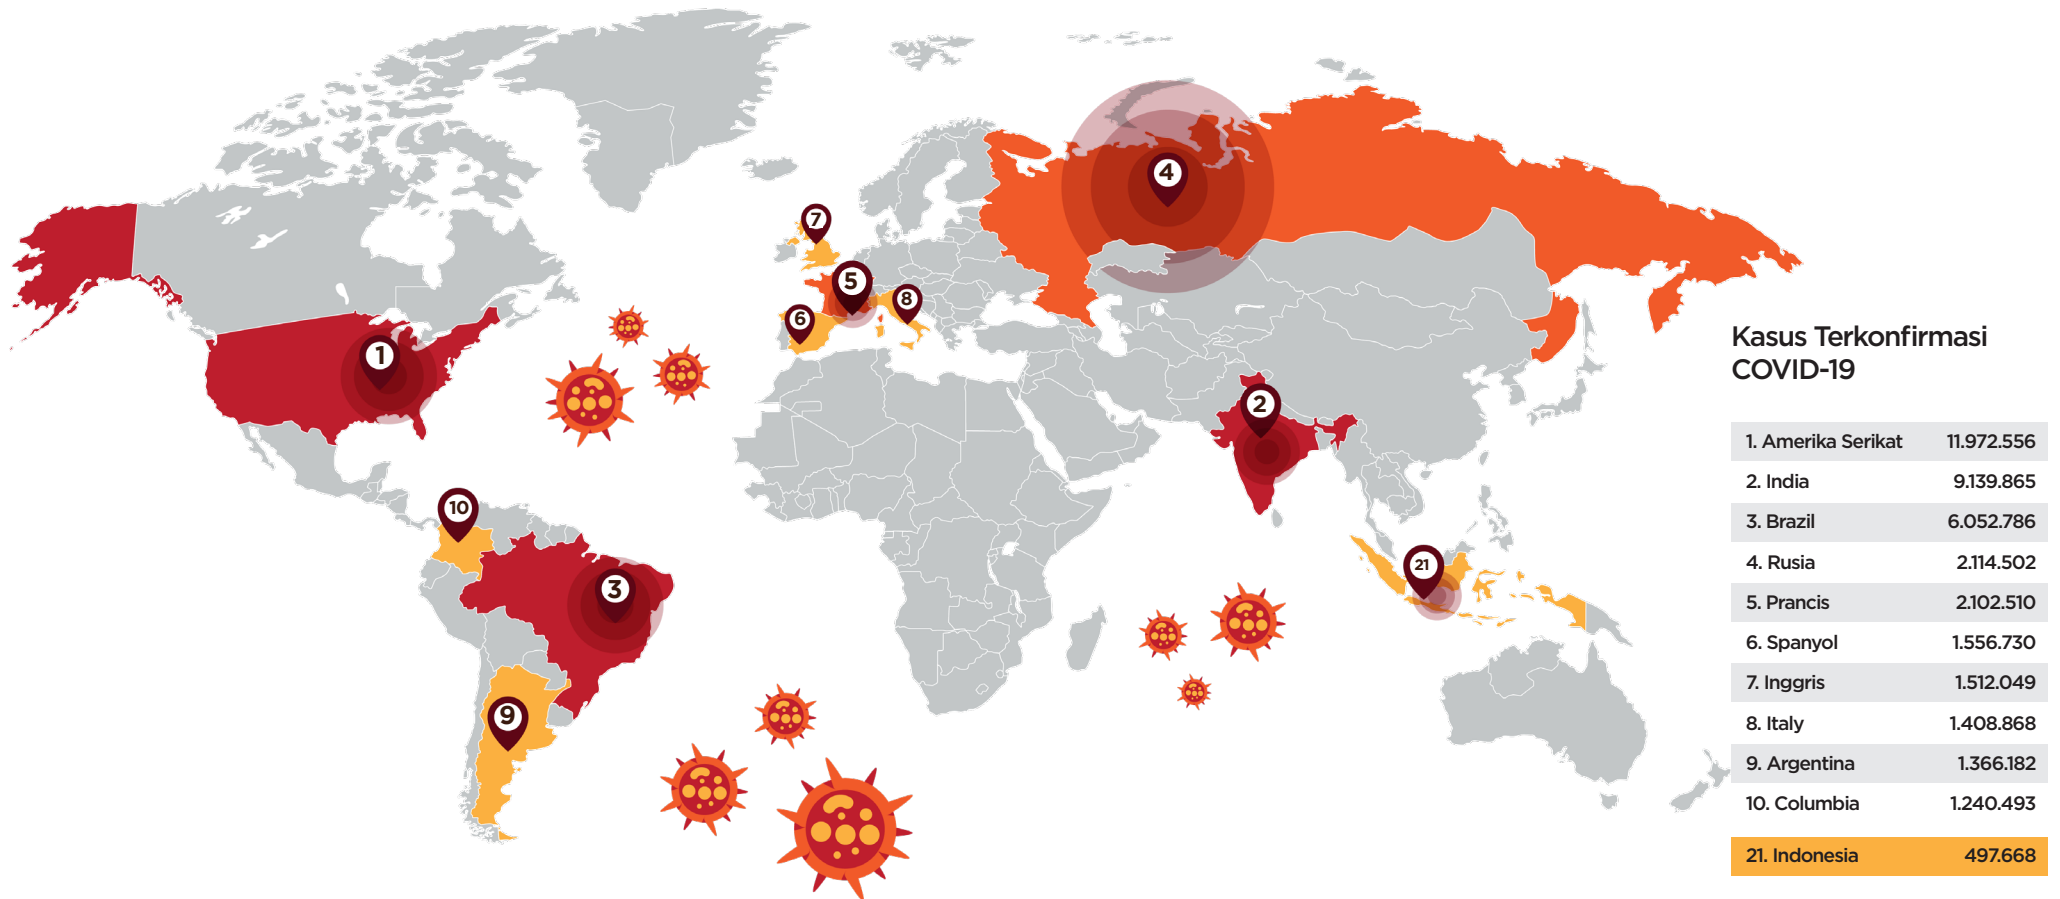 7
4
5
8
6
1
2
10
21
3
9
Kasus Terkonfirmasi
COVID-19
1. Amerika Serikat 11.972.556
2. India 9.139.865
3. Brazil 6.052.786
4. Rusia 2.114.502
5. Prancis 2.102.510
6. Spanyol 1.556.730
7. Inggris 1.512.049
8. Italy 1.408.868
9. Argentina 1.366.182
10. Columbia 1.240.493
21. Indonesia 497.668